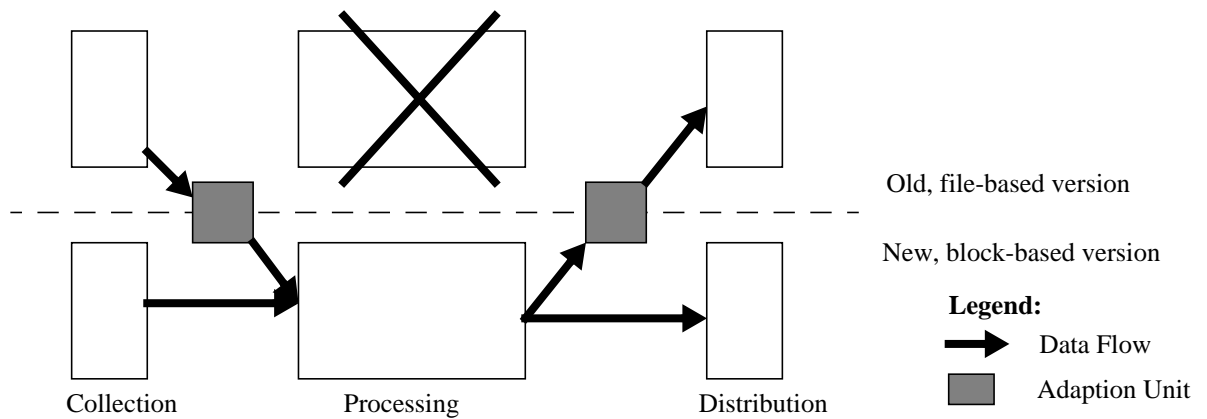 Old, file-based version
New, block-based version
Legend:
Data Flow
Adaption Unit
Collection
Processing
Distribution